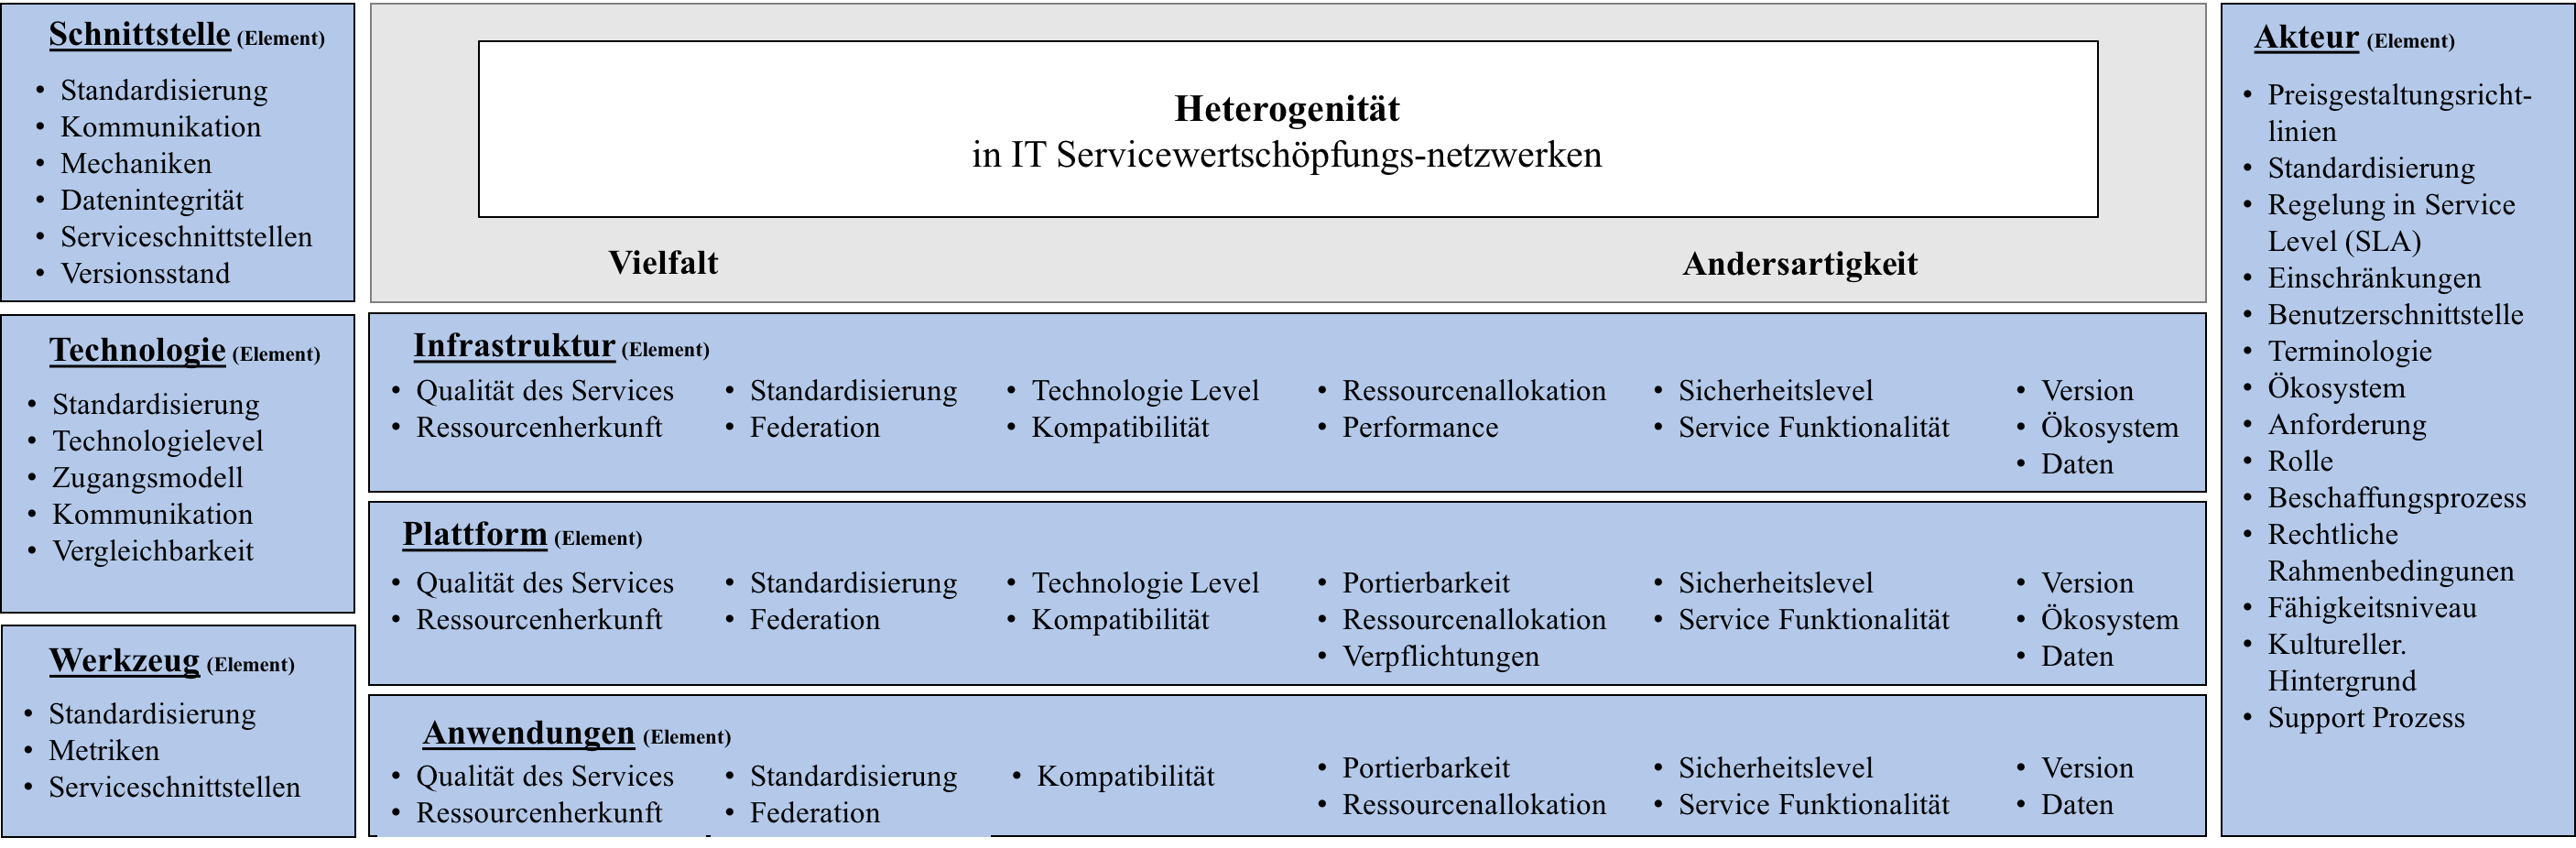 Schnittstelle (Element)
• Standardisierung
• Kommunikation
• Mechaniken
• Datenintegrität
• Serviceschnittstellen
• Versionsstand
Technologie (Element)
• Standardisierung
• Technologielevel
• Zugangsmodell
• Kommunikation
• Vergleichbarkeit
Werkzeug (Element)
• Standardisierung
• Metriken
• Serviceschnittstellen
Heterogenität
in IT Servicewertschöpfungs-netzwerken
Vielfalt
Andersartigkeit
Infrastruktur (Element)
• Qualität des Services
• Ressourcenherkunft
• Standardisierung
• Federation
• Technologie Level
• Kompatibilität
• Ressourcenallokation
• Performance
• Sicherheitslevel
• Service Funktionalität
• Version
• Ökosystem
• Daten
Plattform (Element)
• Qualität des Services
• Ressourcenherkunft
• Standardisierung
• Federation
• Technologie Level
• Kompatibilität
• Portierbarkeit
• Ressourcenallokation
• Verpflichtungen
• Sicherheitslevel
• Service Funktionalität
• Version
• Ökosystem
• Daten
Anwendungen (Element)
• Qualität des Services
• Ressourcenherkunft
• Standardisierung
• Federation
• Kompatibilität
• Portierbarkeit
• Ressourcenallokation
• Sicherheitslevel
• Service Funktionalität
• Version
• Daten
Akteur (Element)
• Preisgestaltungsricht-
linien
• Standardisierung
• Regelung in Service
Level (SLA)
• Einschränkungen
• Benutzerschnittstelle
• Terminologie
• Ökosystem
• Anforderung
• Rolle
• Beschaffungsprozess
• Rechtliche
Rahmenbedingunen
• Fähigkeitsniveau
• Kultureller.
Hintergrund
• Support Prozess